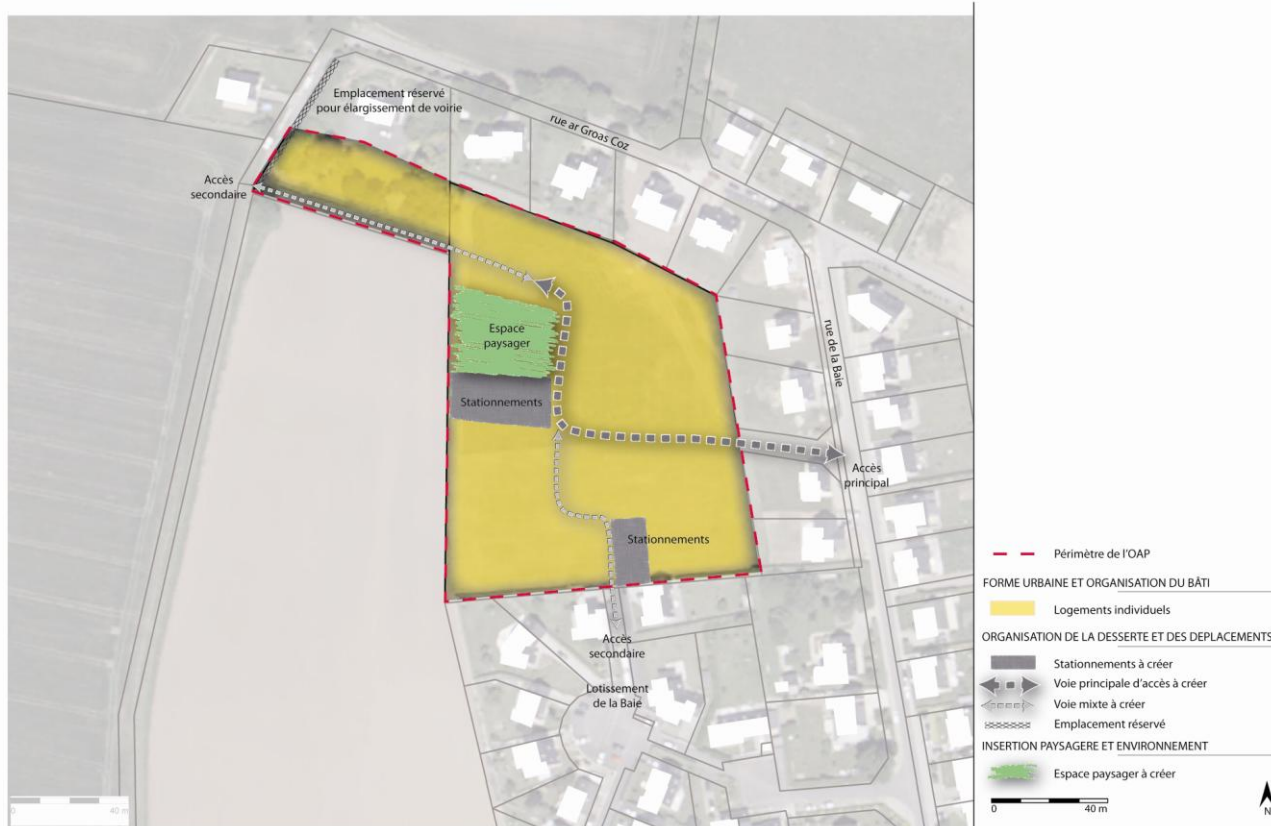 Emplacement réservé
pour élargissement de voirie
rue ar Groas Coz
Accès
secondaire
Espace
paysager
rue de la Baie
Stationnements
Accès
principal
Stationnements
Accès
secondaire
Lotissement
de la Baie
0 40 m
Périmètre de l'OAP
FORME URBAINE ET ORGANISATION DU BÂTI
Logements individuels
ORGANISATION DE LA DESSERTE ET DES DEPLACEMENTS
Stationnements à créer
Voie principale d'accès à créer
Voie mixte à créer
Emplacement réservé
INSERTION PAYSAGERE ET ENVIRONNEMENT
Espace paysager à créer
0 40 m
N